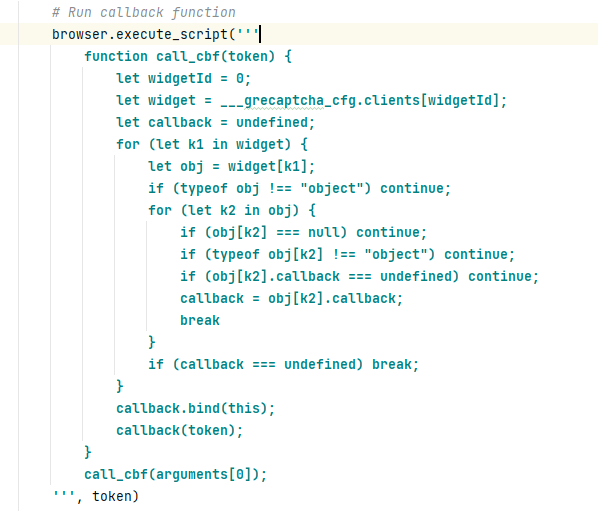 # Run callback function
browser.execute_script('''
function call_cbf(token) {
let widgetId = 0;
let widget = ___grecaptcha_cfg.clients[widgetId];
let callback = undefined;
for (let k1 in widget) {
let obj = widget[k1];
if (typeof obj !== "object") continue;
for (let k2 in obj) {
if (obj[k2] === null) continue;
if (typeof obj[k2] !== "object") continue;
if (obj[k2].callback === undefined) continue;
callback = obj[k2].callback;
break
}
if (callback === undefined) break;
}
callback.bind(this);
callback(token);
}
call_cbf(arguments[0]);
''', token)